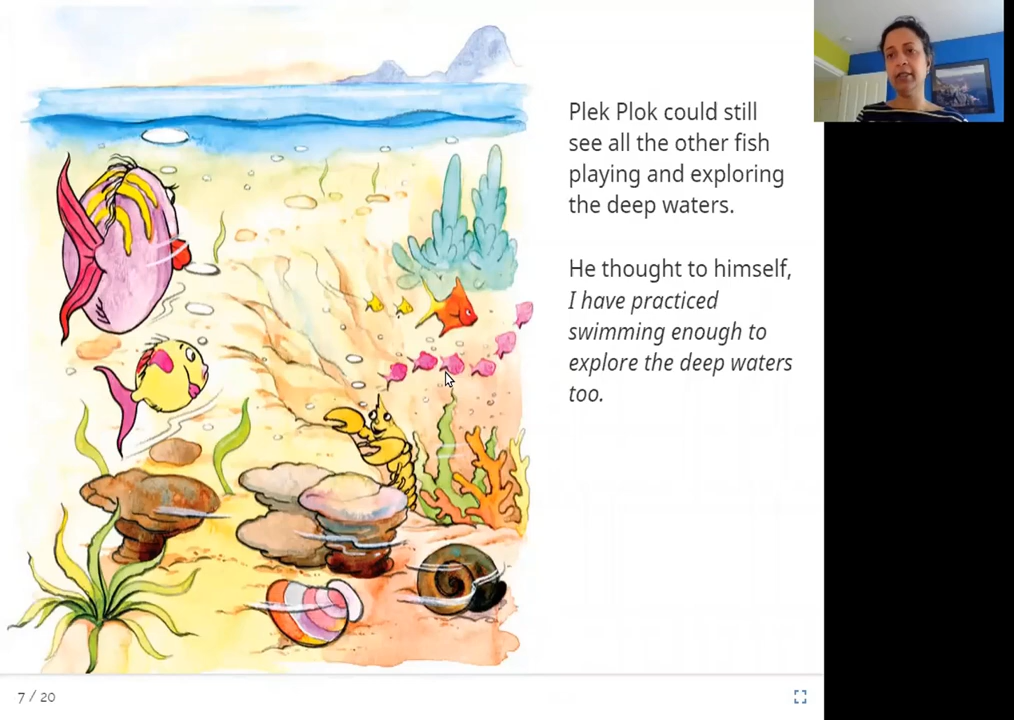 Plek Plok could still
see all the other fish
playing and exploring
the deep waters.
He thought to himself,
I have practiced
swimming enough to
explore the deep waters
too.
7 / 20